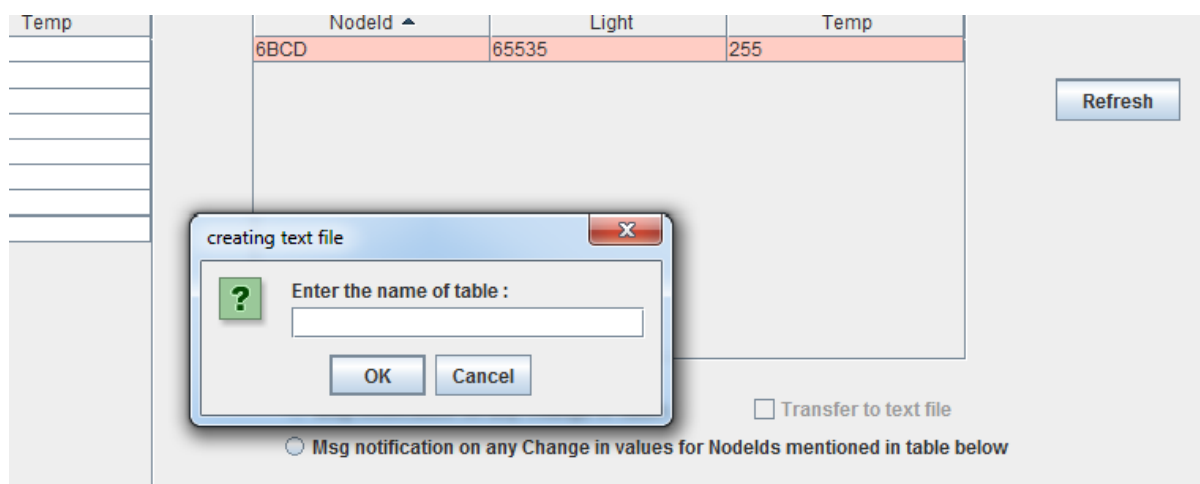 Temp NodeId Light Temp
6BCD 65535 255
Refresh
creating text file
Enter the name of table :
OK Cancel
Transfer to text file
Msg notification on any Change in values for NodeIds mentioned in table below